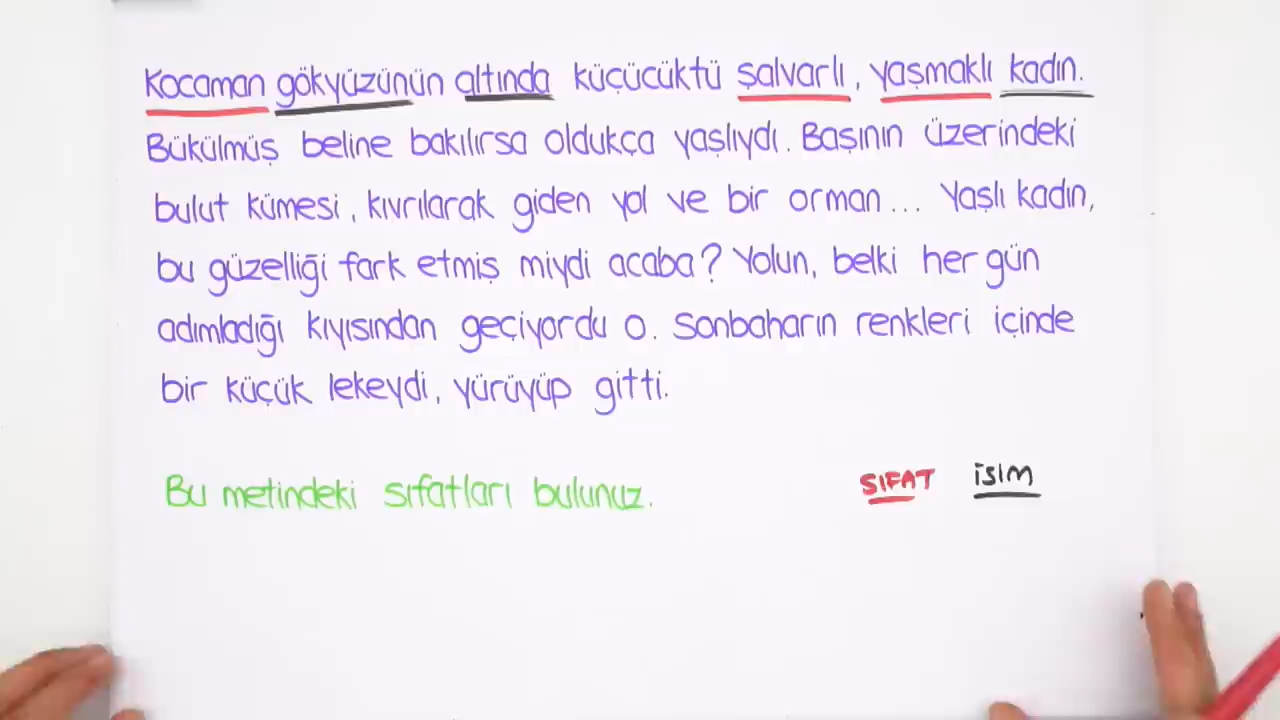 Kocaman gökyüzünün altında küçücüktü şalvarlı, yaşmaklı kadın.
Bükülmüş beline bakılırsa oldukça yaşlıydı. Başının üzerindeki
bulut kümesi, kıvrılarak giden yol ve bir orman... Yaşlı kadın,
bu güzelliği fark etmiş miydi acaba? Yolun, belki her gün
adımladığı kıyısından geçiyordu o. Sonbaharın renkleri içinde
bir küçük lekeydi, yürüyüp gitti.
Bu metindeki sıfatları bulunuz.
SIFAT İSİM